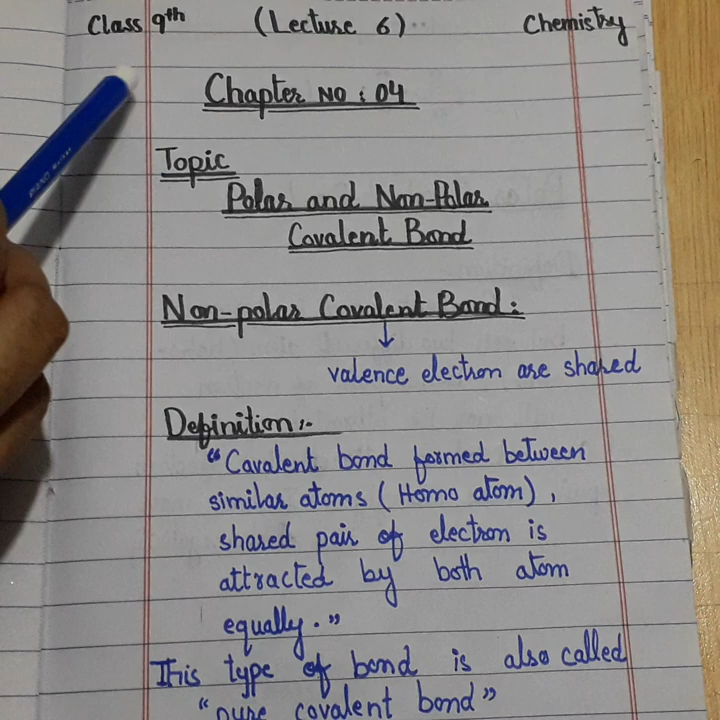 Class 9th (Lecture 6) Chemistry
Chapter No : 04
Topic
Polar and Non-Polar
Covalent Bond
Non-polar Covalent Bond:
valence electron are shared
Definition:-
"Cavalent bond formed between
similar atoms (Homo atom),
shared pair of electron is
attracted by both atom
equally."
This type of bond is also called
"pure covalent bond"